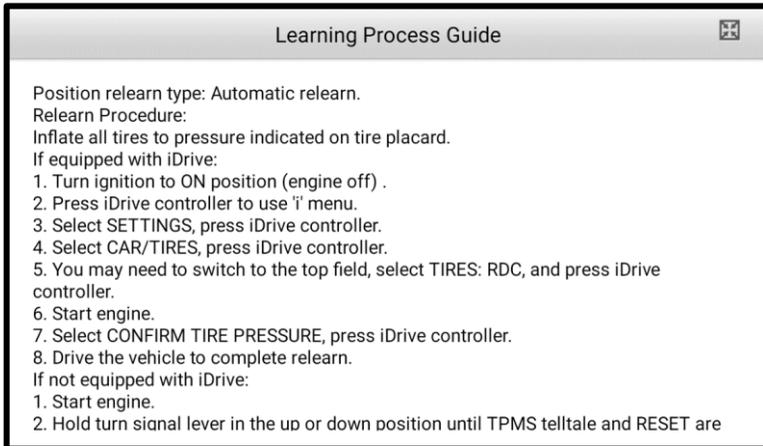 Learning Process Guide
Position relearn type: Automatic relearn.
Relearn Procedure:
Inflate all tires to pressure indicated on tire placard.
If equipped with iDrive:
1. Turn ignition to ON position (engine off) .
2. Press iDrive controller to use 'i' menu.
3. Select SETTINGS, press iDrive controller.
4. Select CAR/TIRES, press iDrive controller.
5. You may need to switch to the top field, select TIRES: RDC, and press iDrive
controller.
6. Start engine.
7. Select CONFIRM TIRE PRESSURE, press iDrive controller.
8. Drive the vehicle to complete relearn.
If not equipped with iDrive:
1. Start engine.
2. Hold turn signal lever in the up or down position until TPMS telltale and RESET are